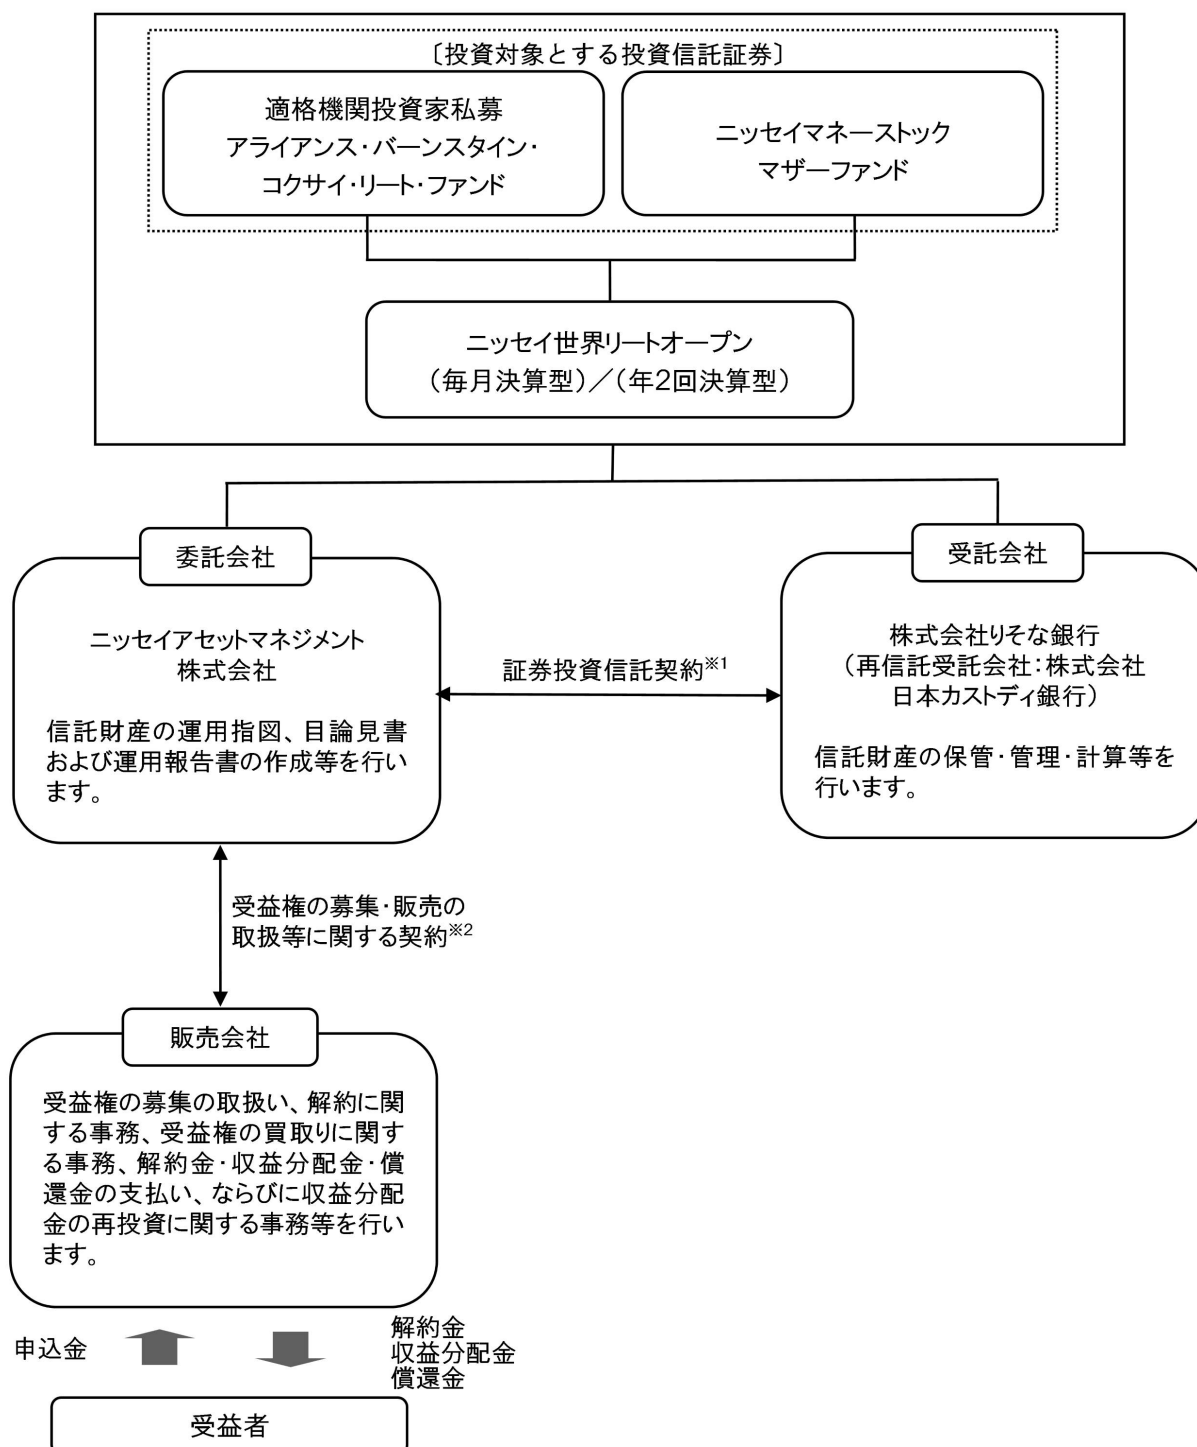 〔投資対象とする投資信託証券〕
適格機関投資家私募
アライアンス・バーンスタイン・
コクサイ・リート・ファンド
ニッセイマネーストック
マザーファンド
ニッセイ世界リートオープン
（毎月決算型）／（年2回決算型）
委託会社
ニッセイアセットマネジメント
株式会社
信託財産の運用指図、目論見書
および運用報告書の作成等を行い
ます。
証券投資信託契約※1
受託会社
株式会社りそな銀行
（再信託受託会社：株式会社
日本カストディ銀行）
信託財産の保管・管理・計算等を
行います。
受益権の募集・販売の
取扱等に関する契約※2
販売会社
受益権の募集の取扱い、解約に関
する事務、受益権の買取りに関す
る事務、解約金・収益分配金・償
還金の支払い、ならびに収益分配
金の再投資に関する事務等を行い
ます。
申込金
解約金
収益分配金
償還金
受益者